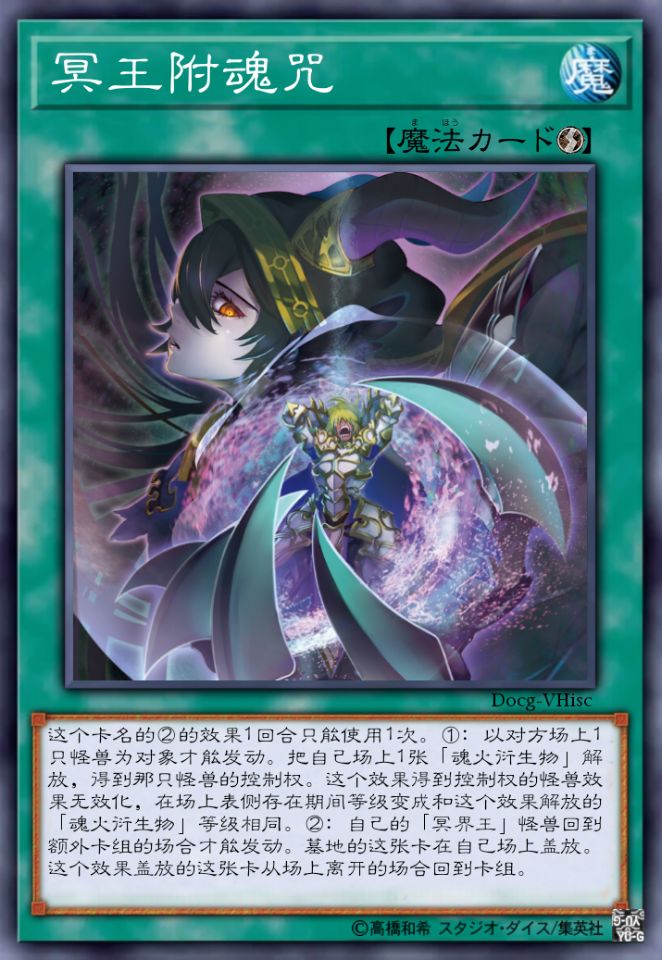 冥王附魂咒
魔
【魔法カード】
ま ほう
Docg-VHisc
这个卡名的②的效果1回合只能使用1次。①：以对方场上1
只怪兽为对象才能发动。把自己场上1张「魂火衍生物」解
放，得到那只怪兽的控制权。这个效果得到控制权的怪兽效
果无效化，在场上表侧存在期间等级变成和这个效果解放的
「魂火衍生物」等级相同。②：自己的「冥界王」怪兽回到
额外卡组的场合才能发动。墓地的这张卡在自己场上盖放。
这个效果盖放的这张卡从场上离开的场合回到卡组。
©高橋和希 スタジオ・ダイス/集英社